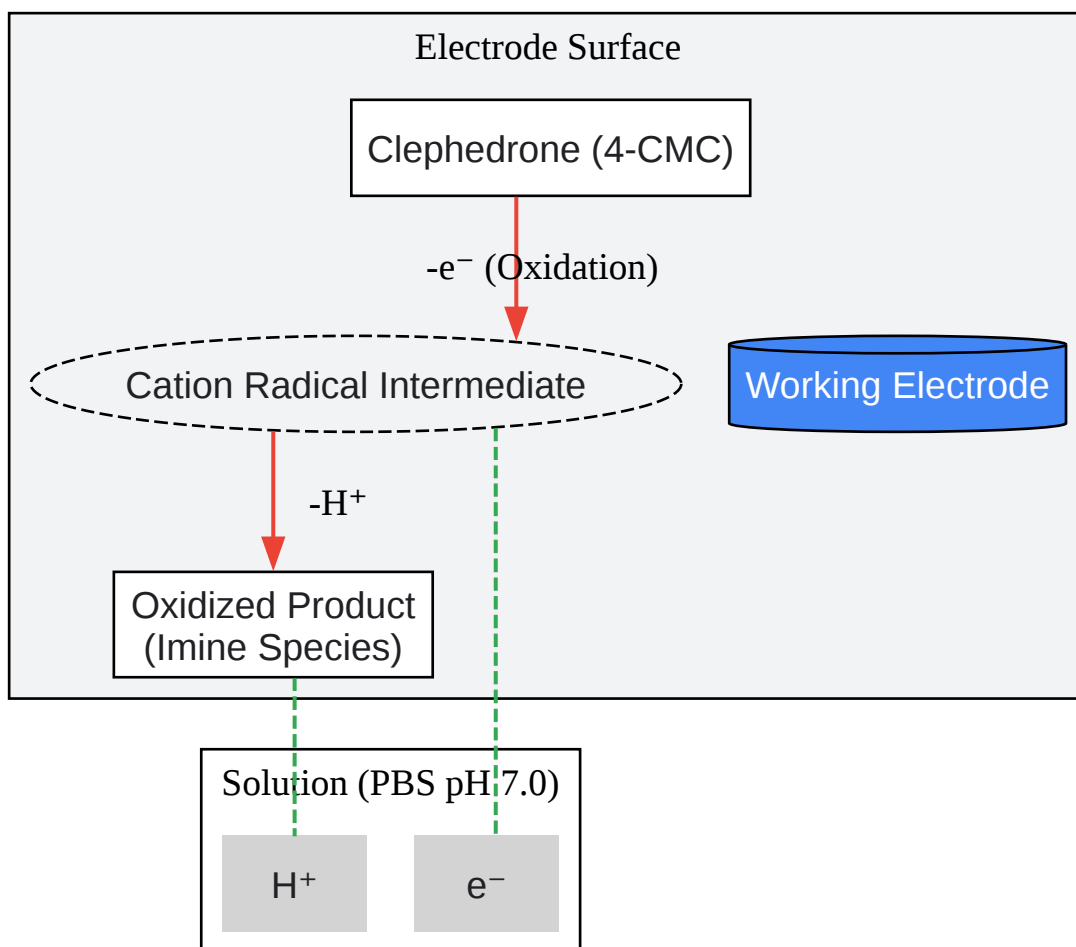 Electrode Surface
Clephedrone (4-CMC)
-e⁻ (Oxidation)
Cation Radical Intermediate
Working Electrode
-H⁺
Oxidized Product
(Imine Species)
Solution (PBS pH 7.0)
H⁺
e⁻